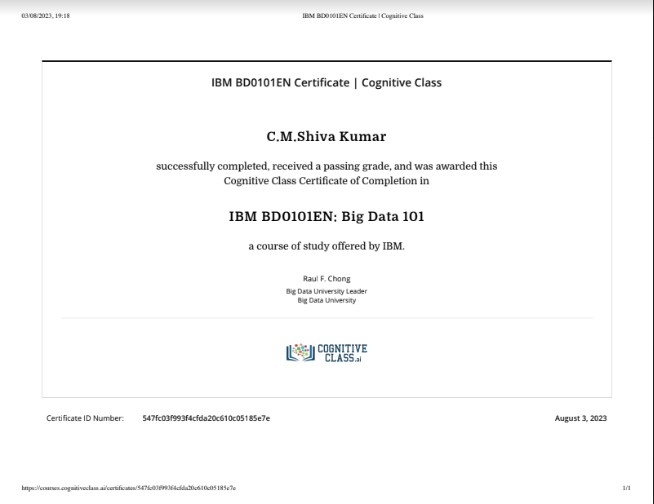 03/08/2023, 19:18
IBM BD0101EN Certificate | Cognitive Class
IBM BD0101EN Certificate | Cognitive Class
C.M.Shiva Kumar
successfully completed, received a passing grade, and was awarded this
Cognitive Class Certificate of Completion in
IBM BD0101EN: Big Data 101
a course of study offered by IBM.
Raul F. Chong
Big Data University Leader
Big Data University
COGNITIVE
CLASS.ai
Certificate ID Number: 547fc03f993f4cfda20c610c05185e7e
August 3, 2023
https://courses.cognitiveclass.ai/certificates/547fc03f993f4cfda20c610c05185e7e
1/1